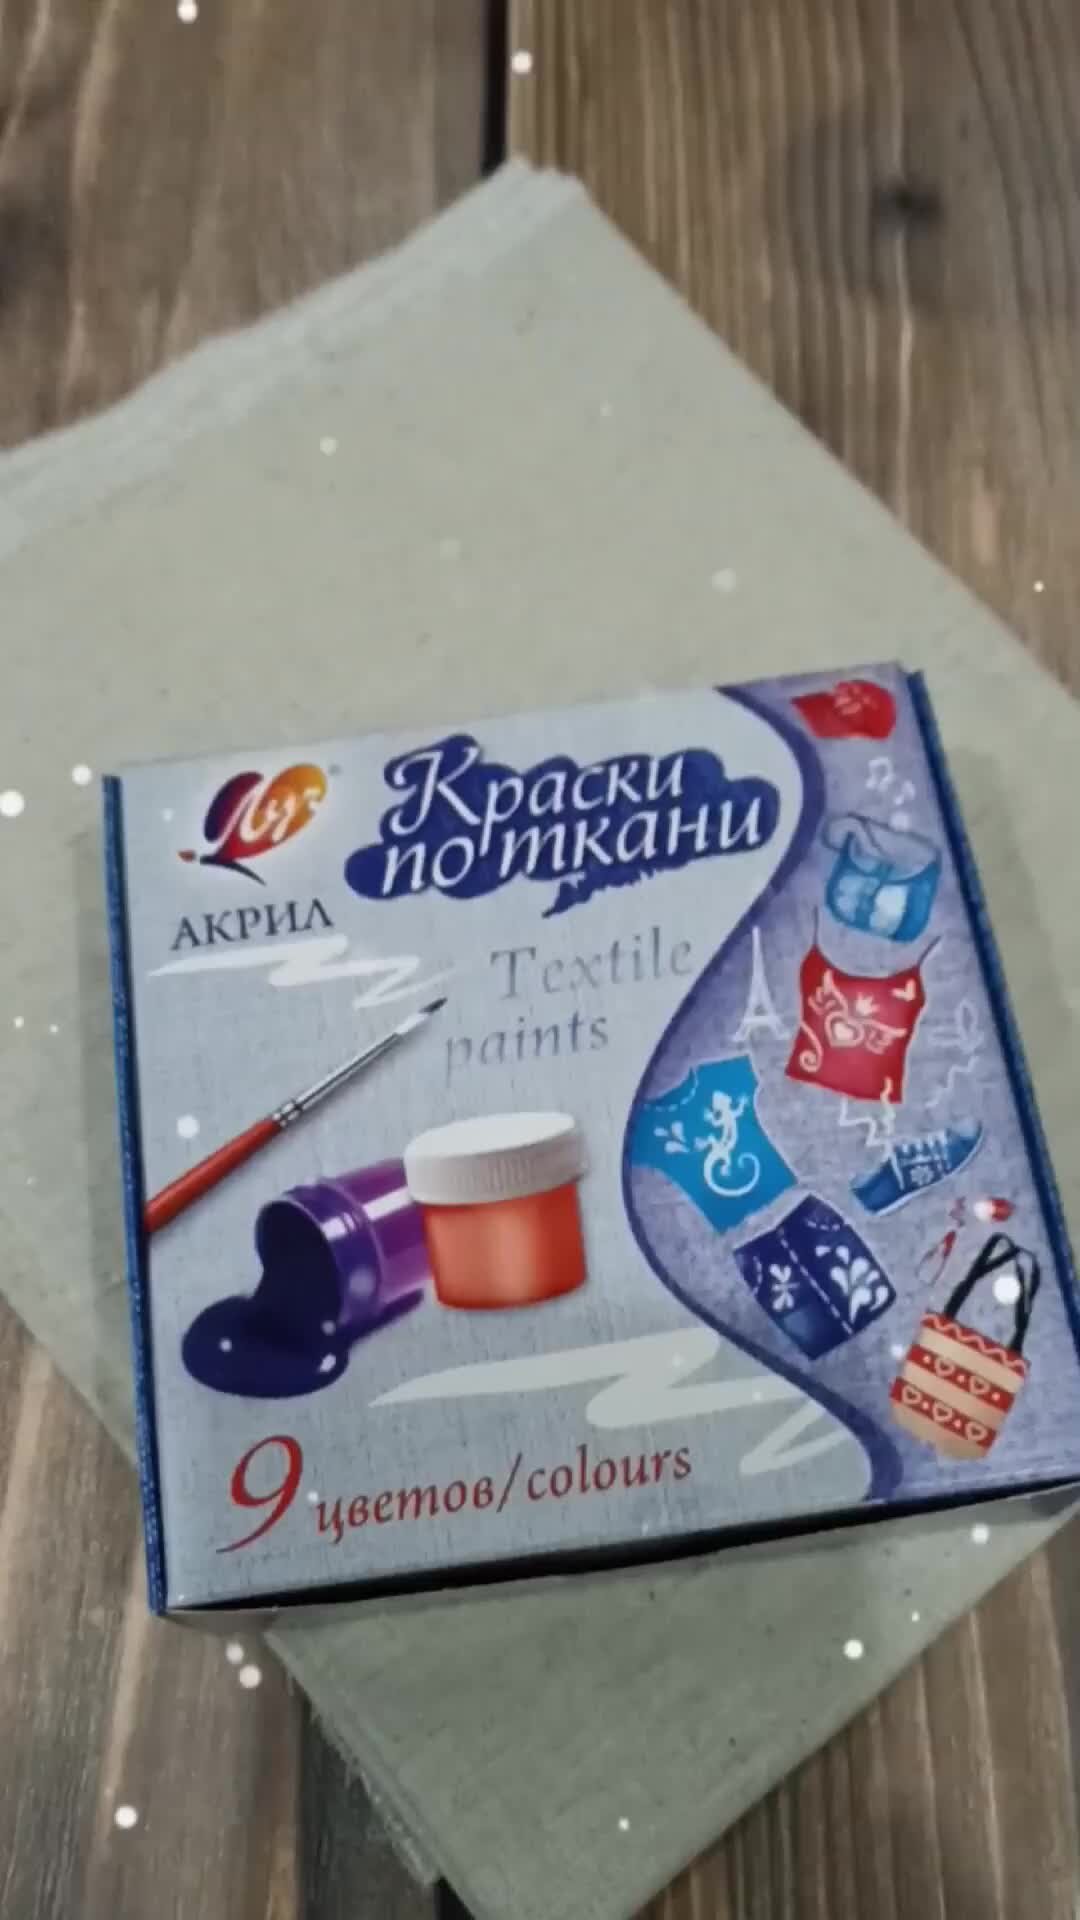 Луч
Краски
по ткани
АКРИЛ
Textile
paints
9 цветов/colours